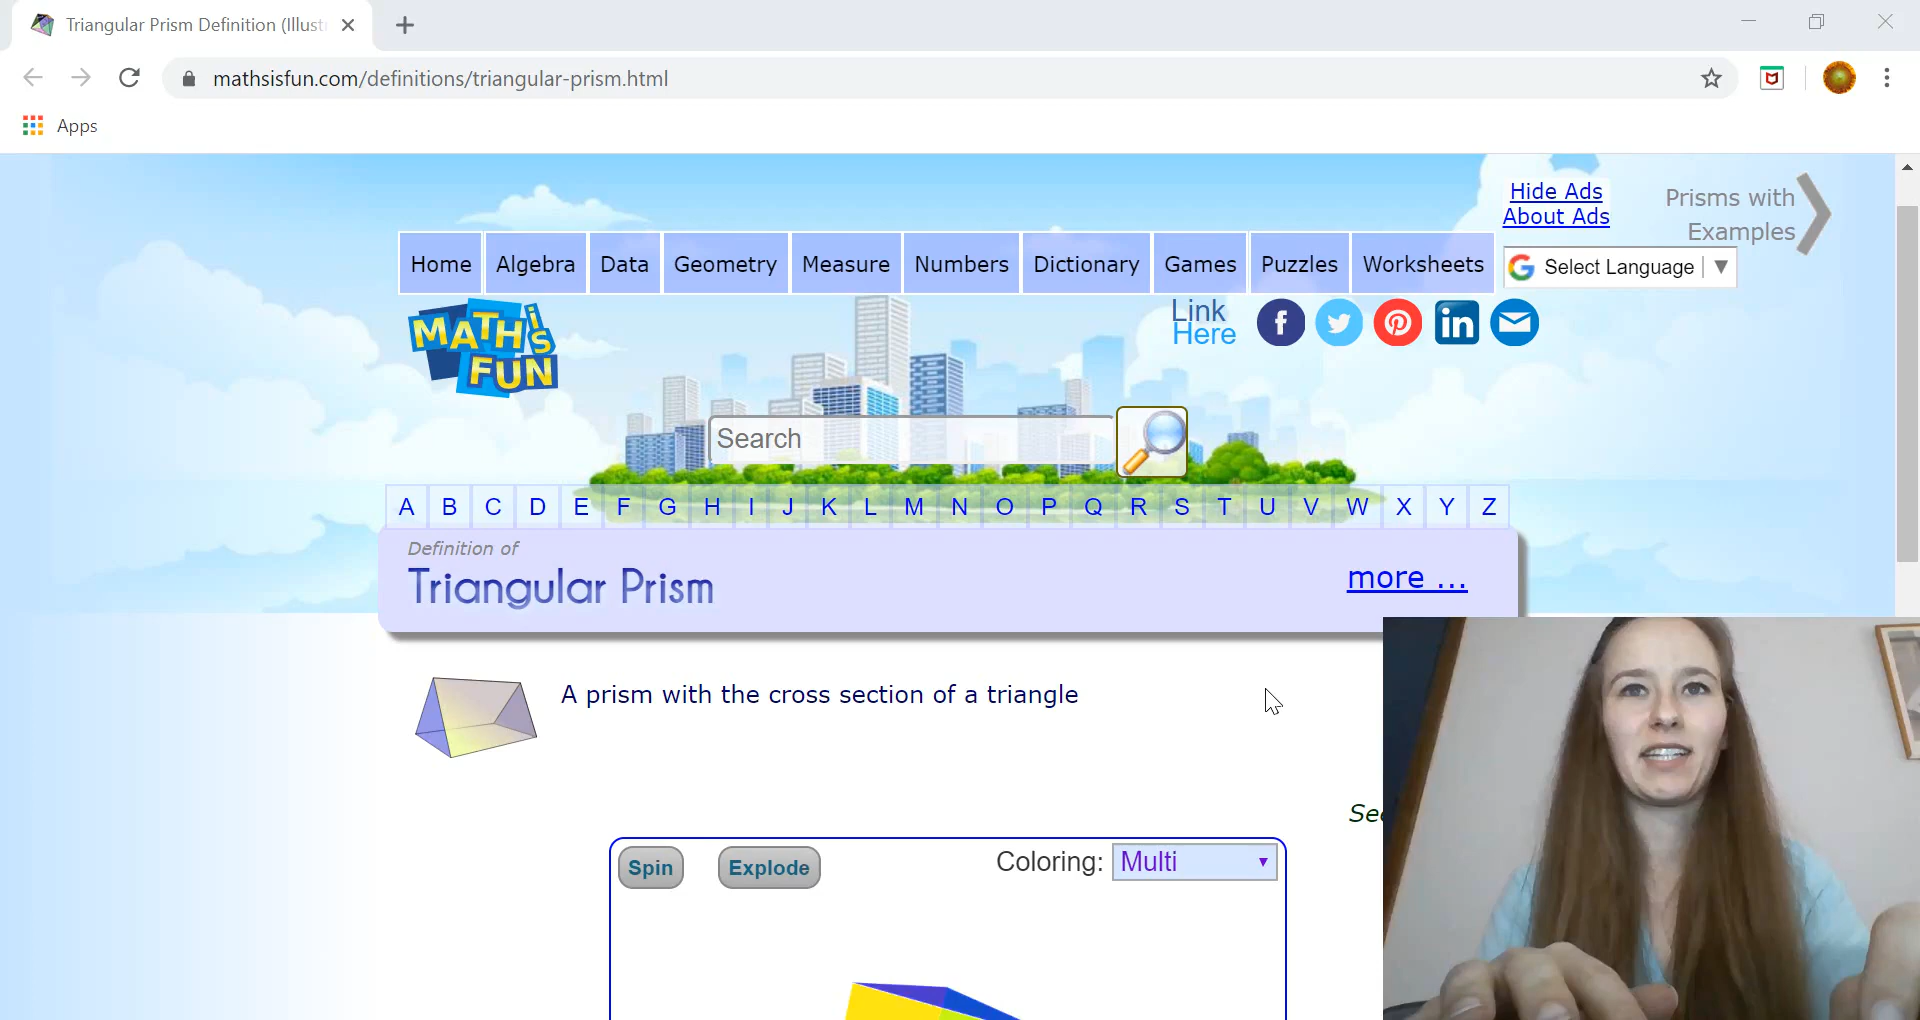 Triangular Prism Definition (Illust
mathsisfun.com/definitions/triangular-prism.html
Apps
Hide Ads
About Ads
Prisms with
Examples
Home Algebra Data Geometry Measure Numbers Dictionary Games Puzzles Worksheets
Select Language
MATH iS
FUN
Link
Here
Search
A B C D E F G H I J K L M N O P Q R S T U V W X Y Z
Definition of
Triangular Prism
more ...
A prism with the cross section of a triangle
See
Spin Explode Coloring: Multi